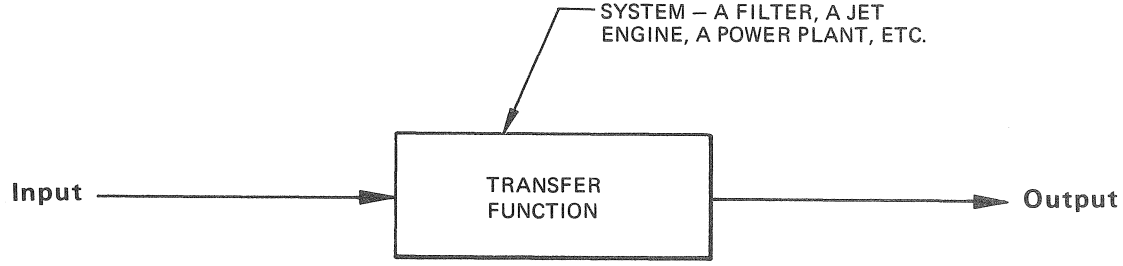 SYSTEM – A FILTER, A JET
ENGINE, A POWER PLANT, ETC.
Input
TRANSFER
FUNCTION
Output